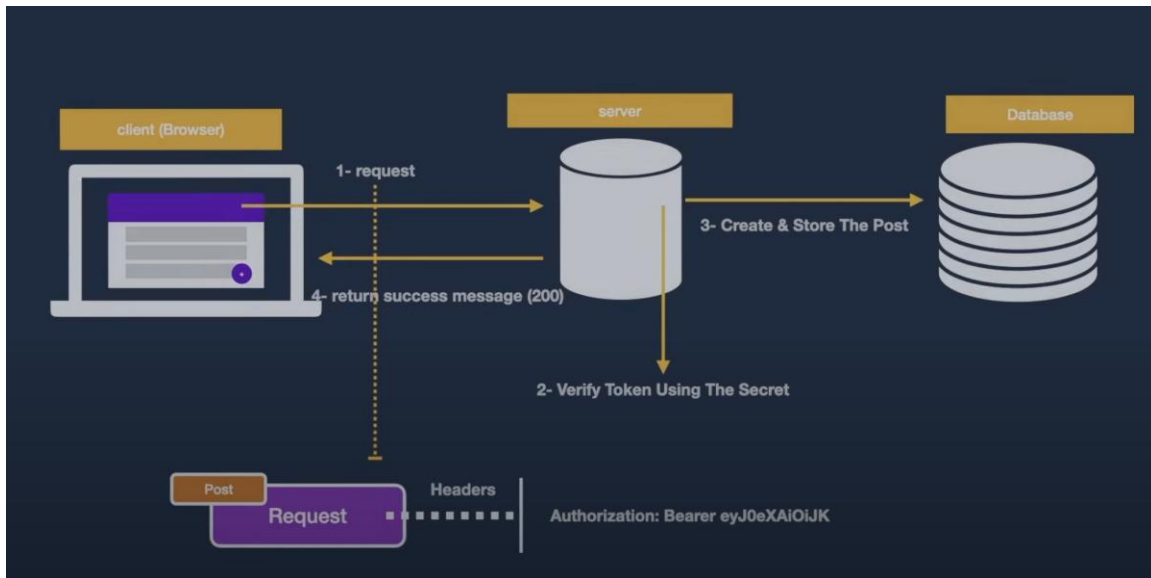 client (Browser)
server
Database
1- request
3- Create & Store The Post
4- return success message (200)
2- Verify Token Using The Secret
Post
Request
Headers
Authorization: Bearer eyJ0eXAiOiJK